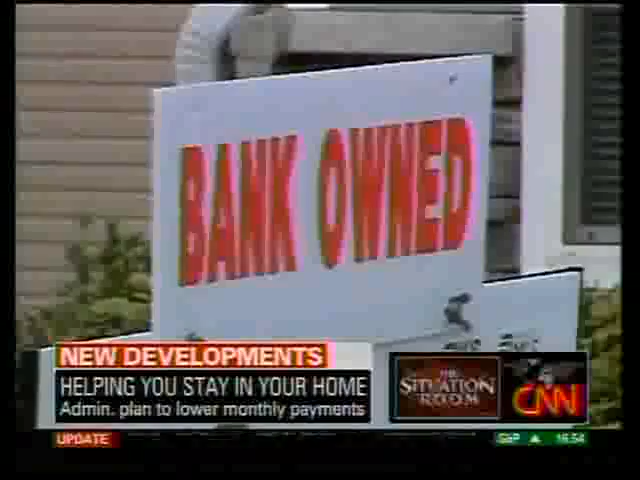 BANK OWNED
NEW DEVELOPMENTS
HELPING YOU STAY IN YOUR HOME
Admin. plan to lower monthly payments
THE
SITUATION
ROOM
CNN
UPDATE
S&P ▲ 16.54